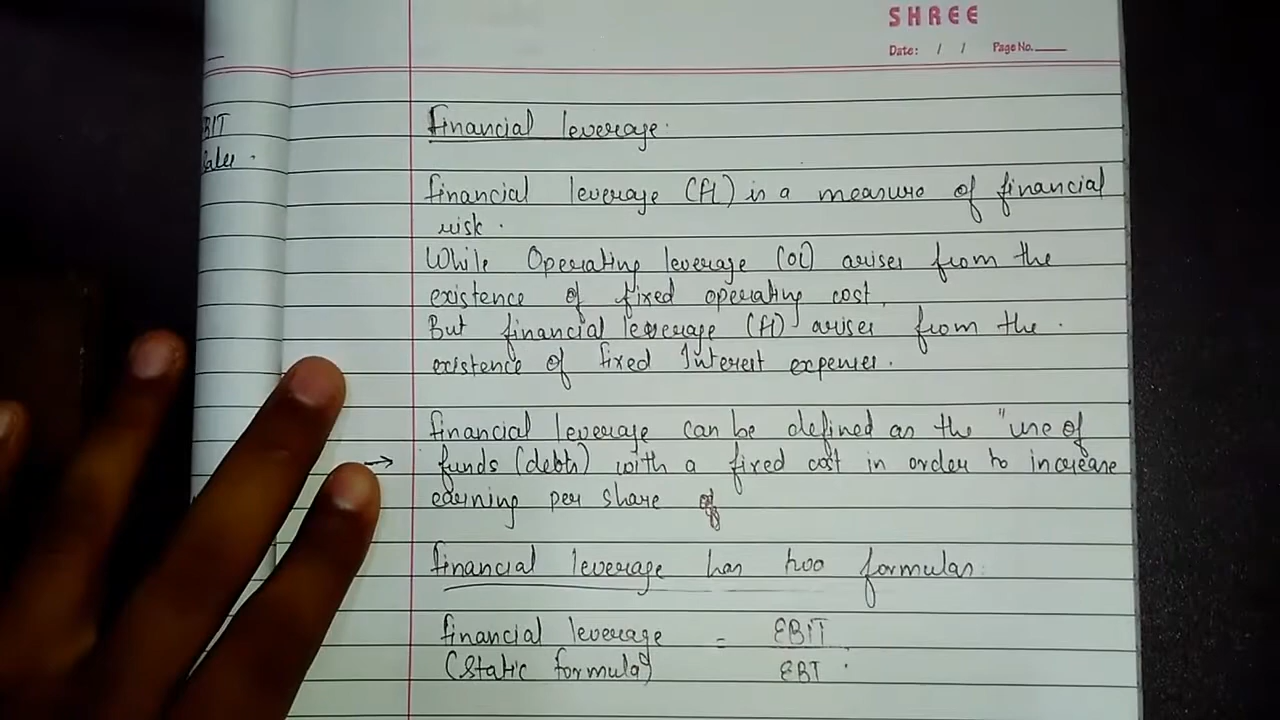 SHREE
Date: / / Page No.
BIT
Sales.
Financial leverage:
financial leverage (FL) is a measure of financial
risk.
While Operating leverage (OL) arises from the
existence of fixed operating cost.
But financial leverage (FL) arises from the.
existence of fixed Interest expenses.
financial leverage can be defined as the "use of
→ funds (debt) with a fixed cost in order to increase
earning per share
financial leverage has two formulas:
financial leverage = EBIT
(Static formula) EBT.